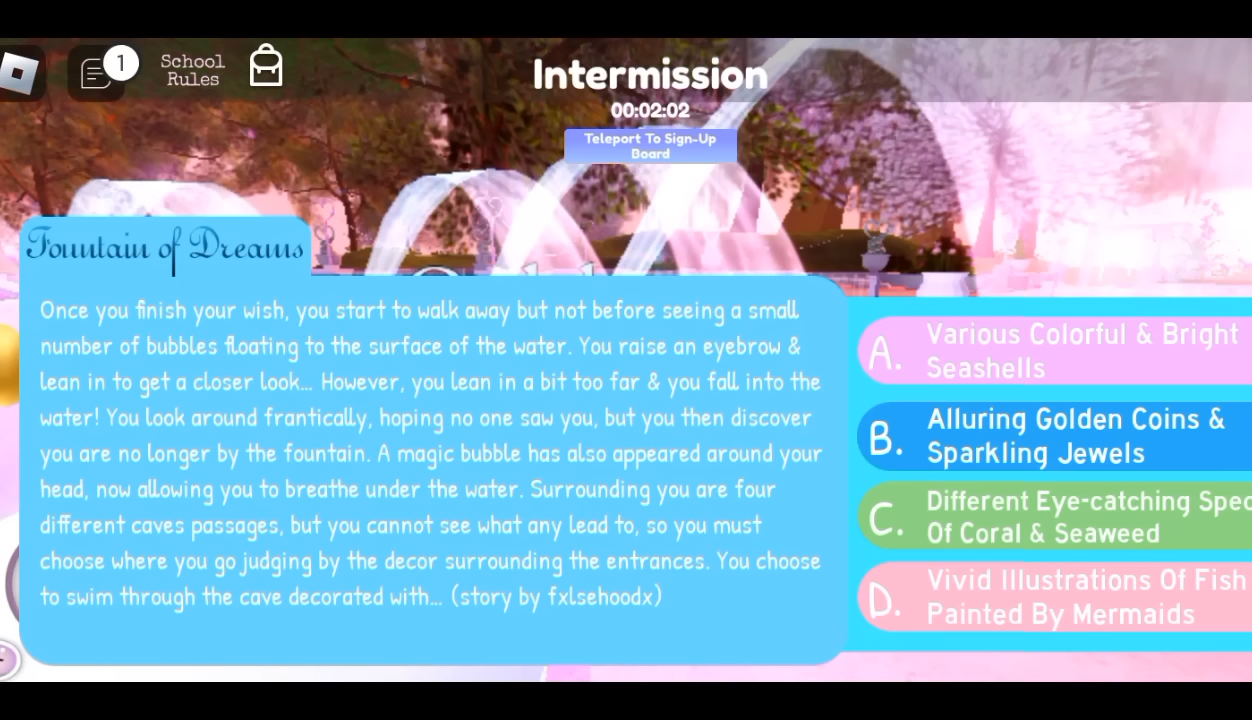 1
School
Rules
Intermission
00:02:02
Teleport To Sign-Up
Board
Fountain of Dreams
Once you finish your wish, you start to walk away but not before seeing a small
number of bubbles floating to the surface of the water. You raise an eyebrow &
lean in to get a closer look... However, you lean in a bit too far & you fall into the
water! You look around frantically, hoping no one saw you, but you then discover
you are no longer by the fountain. A magic bubble has also appeared around your
head, now allowing you to breathe under the water. Surrounding you are four
different caves passages, but you cannot see what any lead to, so you must
choose where you go judging by the decor surrounding the entrances. You choose
to swim through the cave decorated with... (story by fxlsehoodx)
A. Various Colorful & Bright
Seashells
B. Alluring Golden Coins &
Sparkling Jewels
C. Different Eye-catching Spec
Of Coral & Seaweed
D. Vivid Illustrations Of Fish
Painted By Mermaids